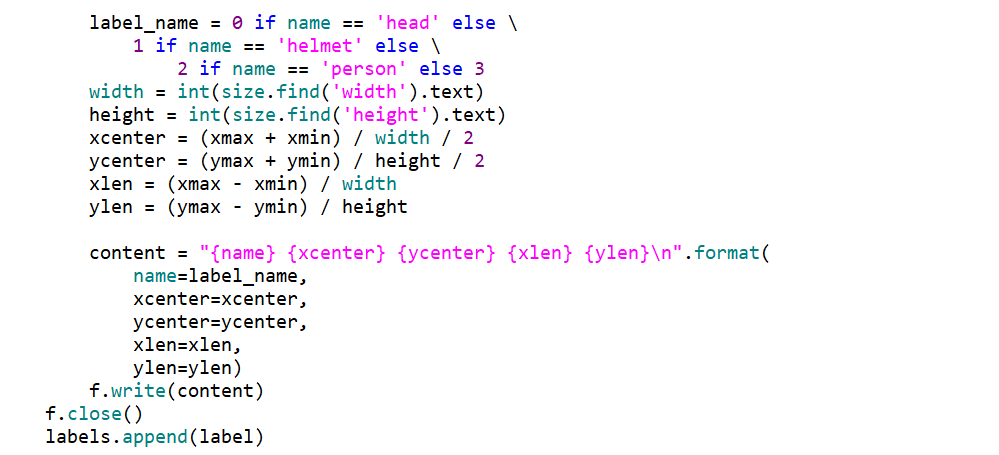 label_name = 0 if name == 'head' else \
1 if name == 'helmet' else \
2 if name == 'person' else 3
width = int(size.find('width').text)
height = int(size.find('height').text)
xcenter = (xmax + xmin) / width / 2
ycenter = (ymax + ymin) / height / 2
xlen = (xmax - xmin) / width
ylen = (ymax - ymin) / height
content = "{name} {xcenter} {ycenter} {xlen} {ylen}\n".format(
name=label_name,
xcenter=xcenter,
ycenter=ycenter,
xlen=xlen,
ylen=ylen)
f.write(content)
f.close()
labels.append(label)